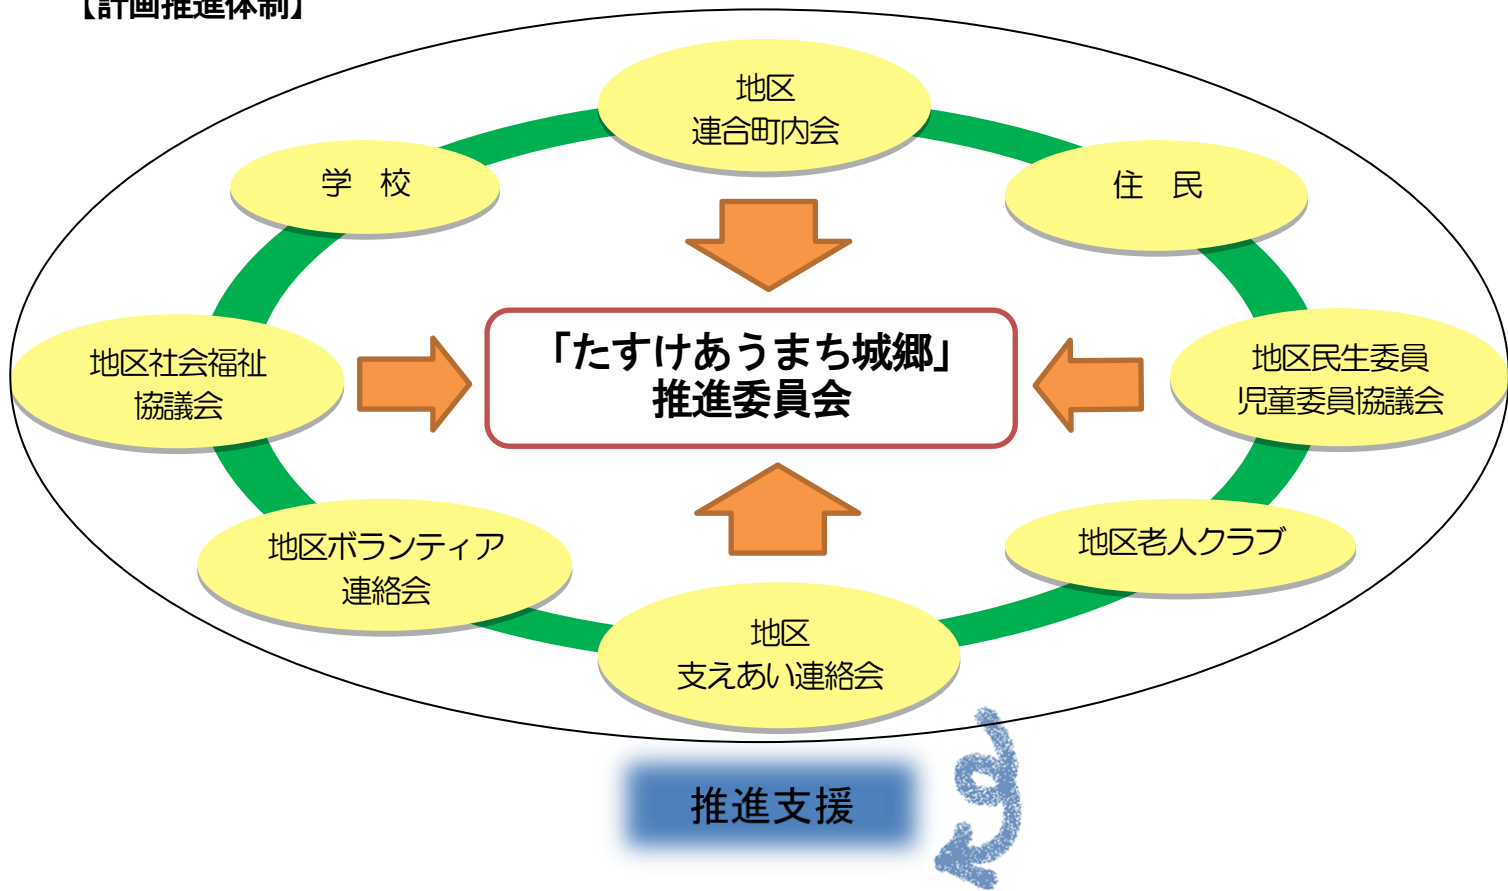 【計画推進体制】
地区
連合町内会
学　校
住　民
「たすけあうまち城郷」
推進委員会
地区社会福祉
協議会
地区民生委員
児童委員協議会
地区ボランティア
連絡会
地区老人クラブ
地区
支えあい連絡会
推進支援